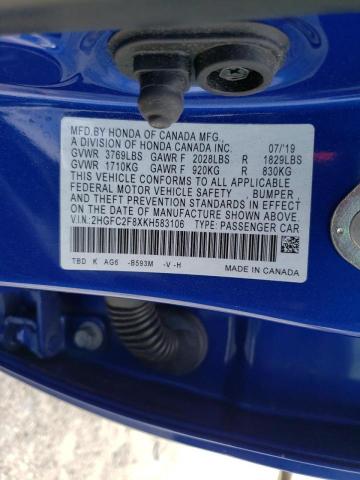 MFD.BY HONDA OF CANADA MFG.,
A DIVISION OF HONDA CANADA INC. 07/'19
GVWR 3769LBS GAWR F 2028LBS R 1829LBS
GVWR 1710KG GAWR F 920KG R 830KG
THIS VEHICLE CONFORMS TO ALL APPLICABLE
FEDERAL MOTOR VEHICLE SAFETY, BUMPER,
AND THEFT PREVENTION STANDARDS IN EFFECT
ON THE DATE OF MANUFACTURE SHOWN ABOVE.
V.I.N:2HGFC2F8XKH583106 TYPE: PASSENGER CAR
TBD K AG6 -B593M -V -H MADE IN CANADA